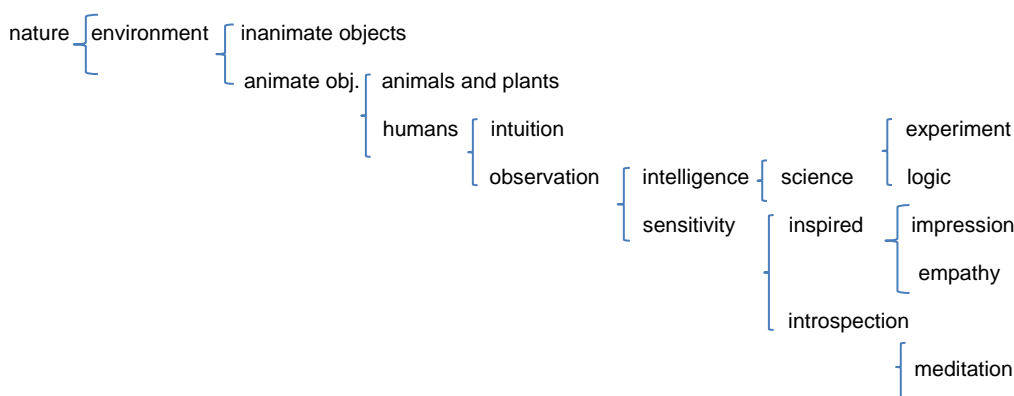 nature environment inanimate objects
animate obj. animals and plants
humans intuition experiment
observation intelligence science logic
sensitivity inspired impression
empathy
introspection
meditation